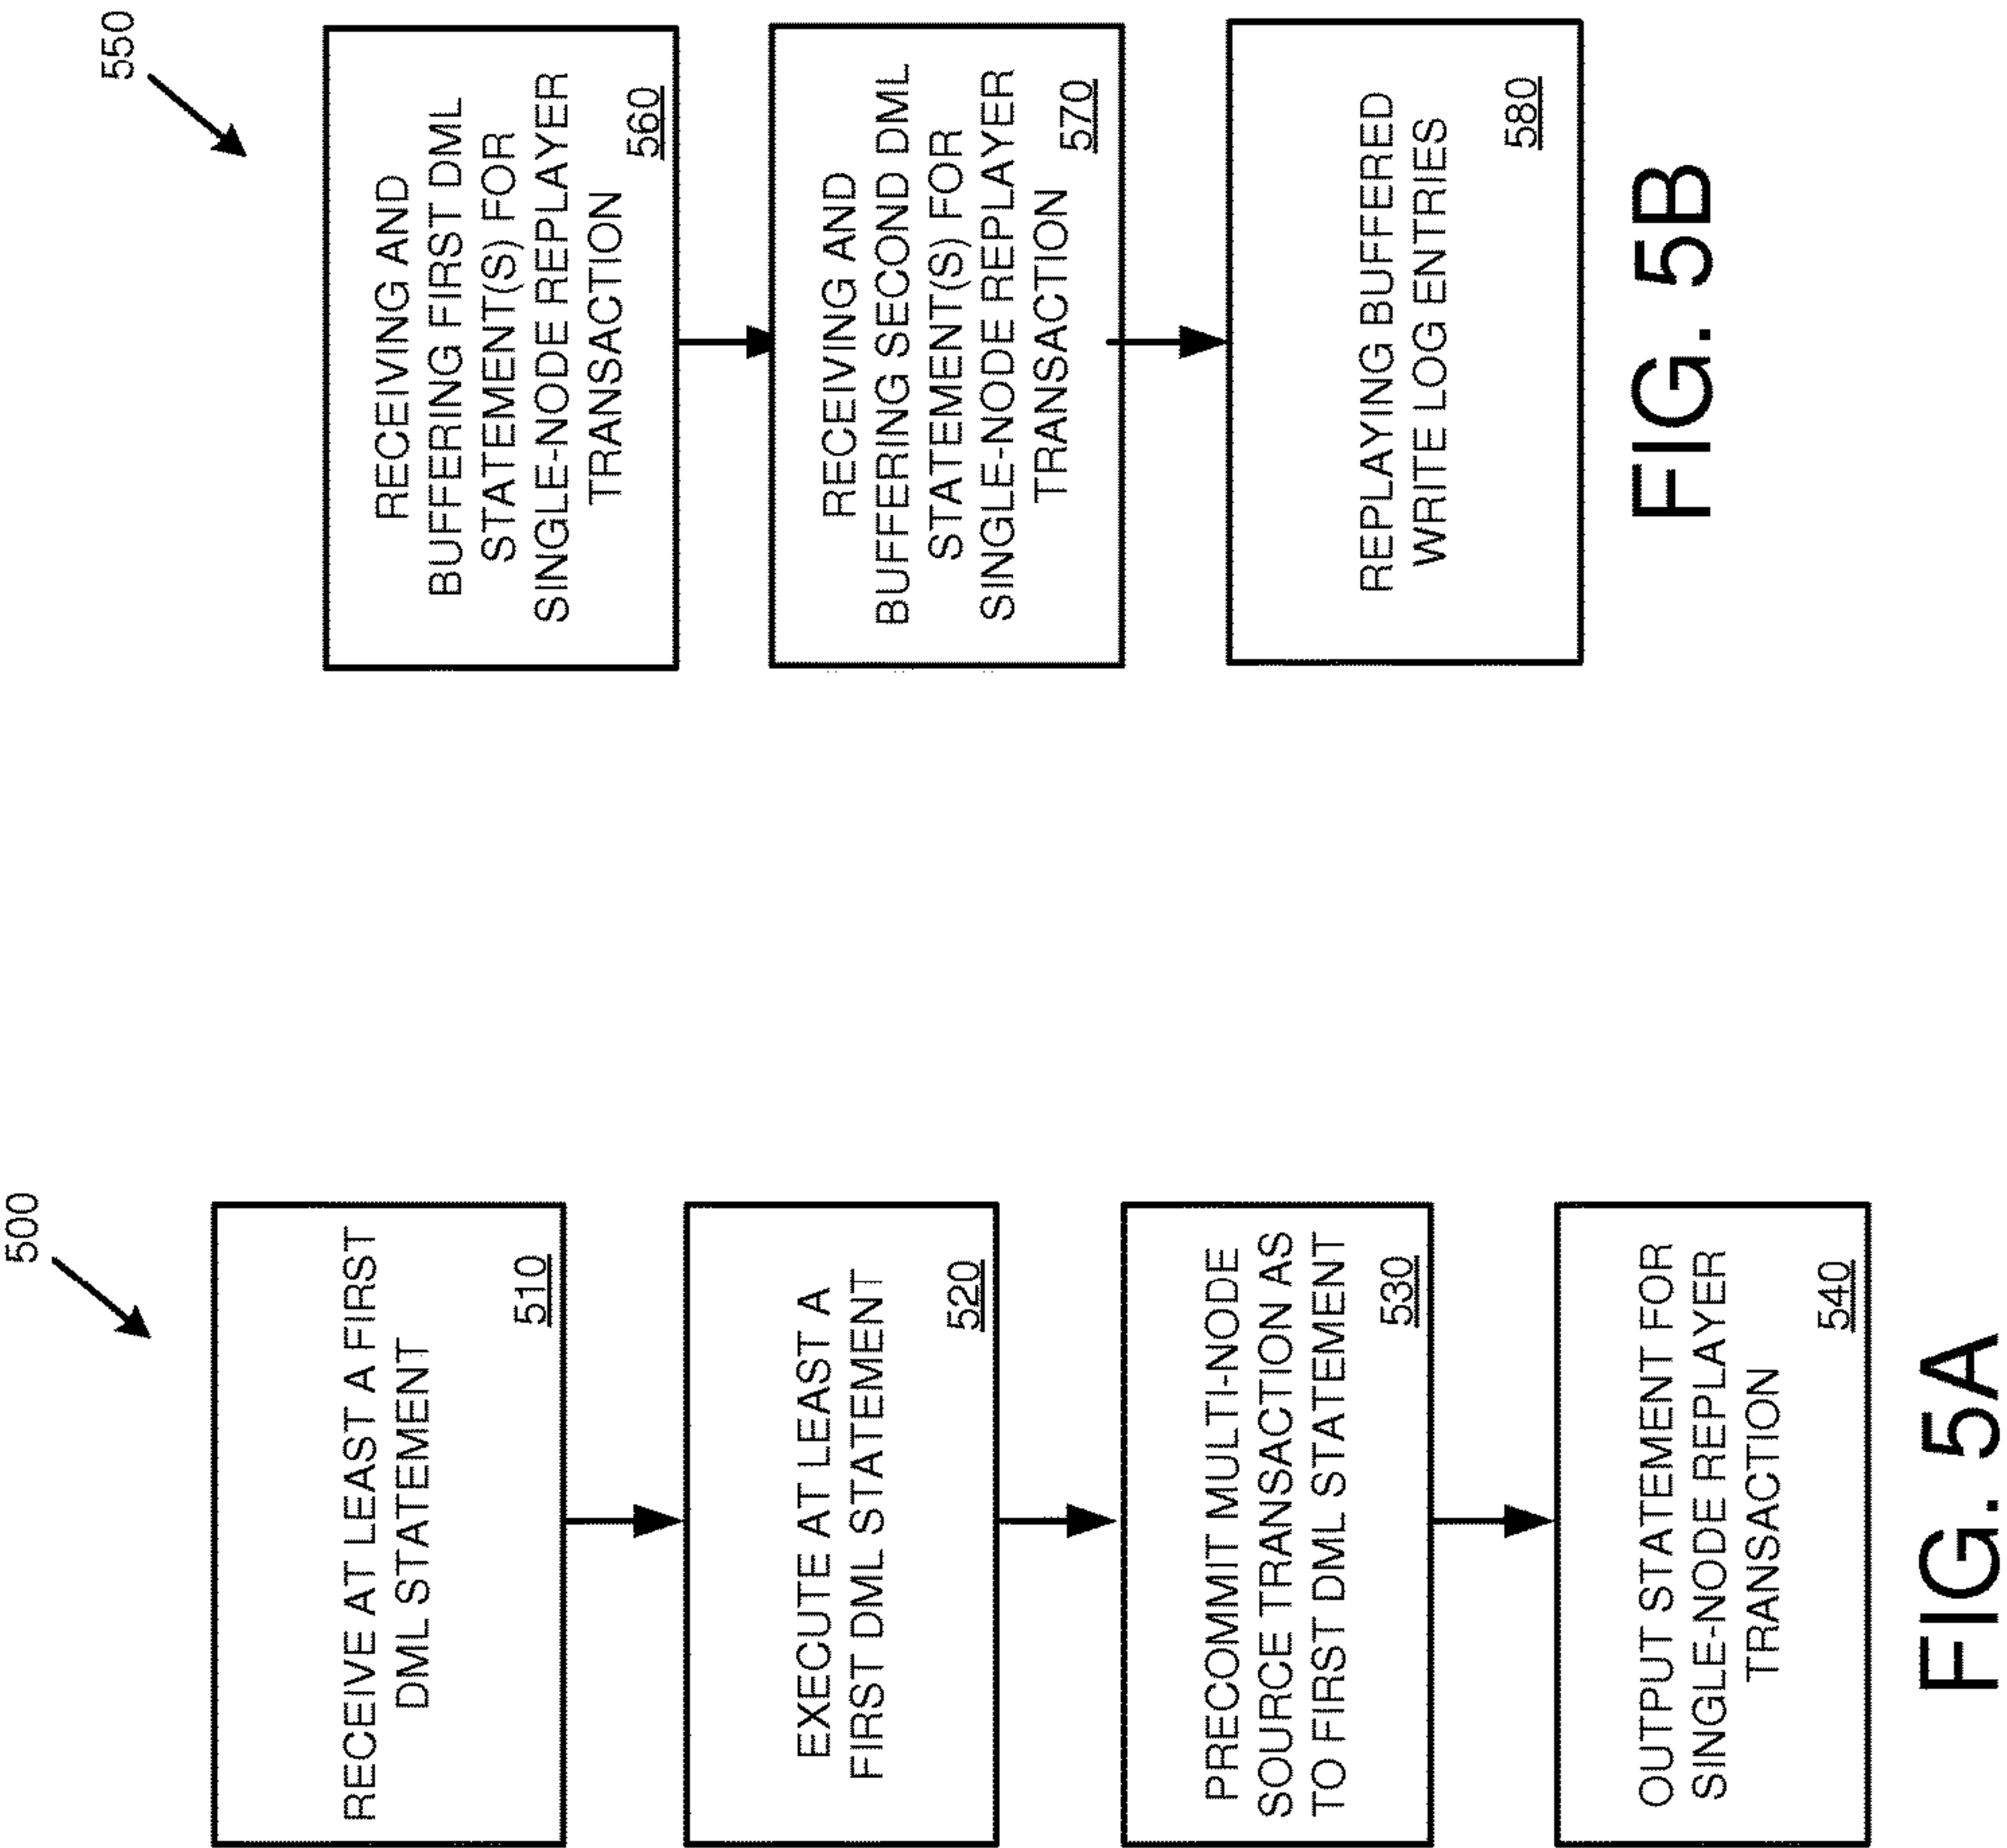 500
RECEIVE AT LEAST A FIRST
DML STATEMENT
510
EXECUTE AT LEAST A
FIRST DML STATEMENT
520
PRECOMMIT MULTI-NODE
SOURCE TRANSACTION AS
TO FIRST DML STATEMENT
530
OUTPUT STATEMENT FOR
SINGLE-NODE REPLAYER
TRANSACTION
540
FIG. 5A
550
RECEIVING AND
BUFFERING FIRST DML
STATEMENT(S) FOR
SINGLE-NODE REPLAYER
TRANSACTION
560
RECEIVING AND
BUFFERING SECOND DML
STATEMENT(S) FOR
SINGLE-NODE REPLAYER
TRANSACTION
570
REPLAYING BUFFERED
WRITE LOG ENTRIES
580
FIG. 5B